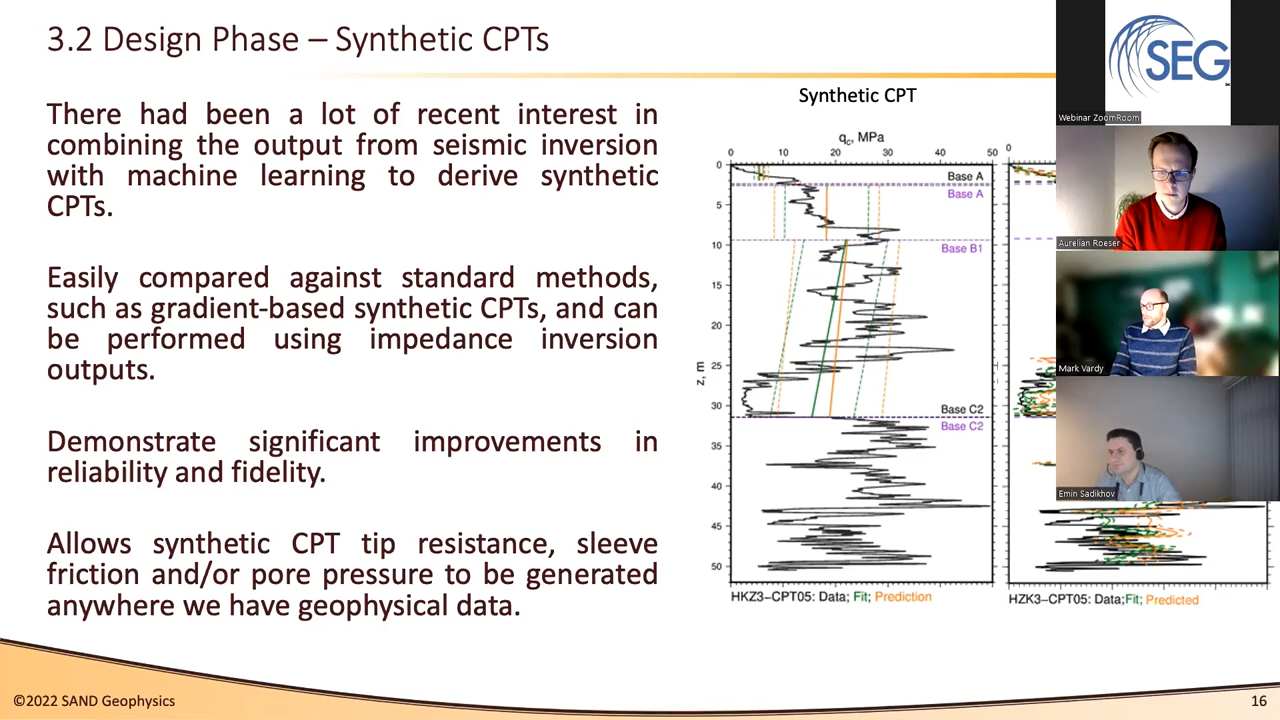 3.2 Design Phase – Synthetic CPTs
There had been a lot of recent interest in
combining the output from seismic inversion
with machine learning to derive synthetic
CPTs.
Easily compared against standard methods,
such as gradient-based synthetic CPTs, and can
be performed using impedance inversion
outputs.
Demonstrate significant improvements in
reliability and fidelity.
Allows synthetic CPT tip resistance, sleeve
friction and/or pore pressure to be generated
anywhere we have geophysical data.
Synthetic CPT
qc, MPa
0 10 20 30 40 50
0
5
10
15
20
25
30
35
40
45
50
z, m
Base A
Base A
Base B1
Base C2
Base C2
HKZ3–CPT05: Data; Fit; Prediction
0
HZK3–CPT05: Data;Fit; Predicted
SEG
Webinar ZoomRoom
Aurelian Roeser
Mark Vardy
Emin Sadikhov
©2022 SAND Geophysics
16